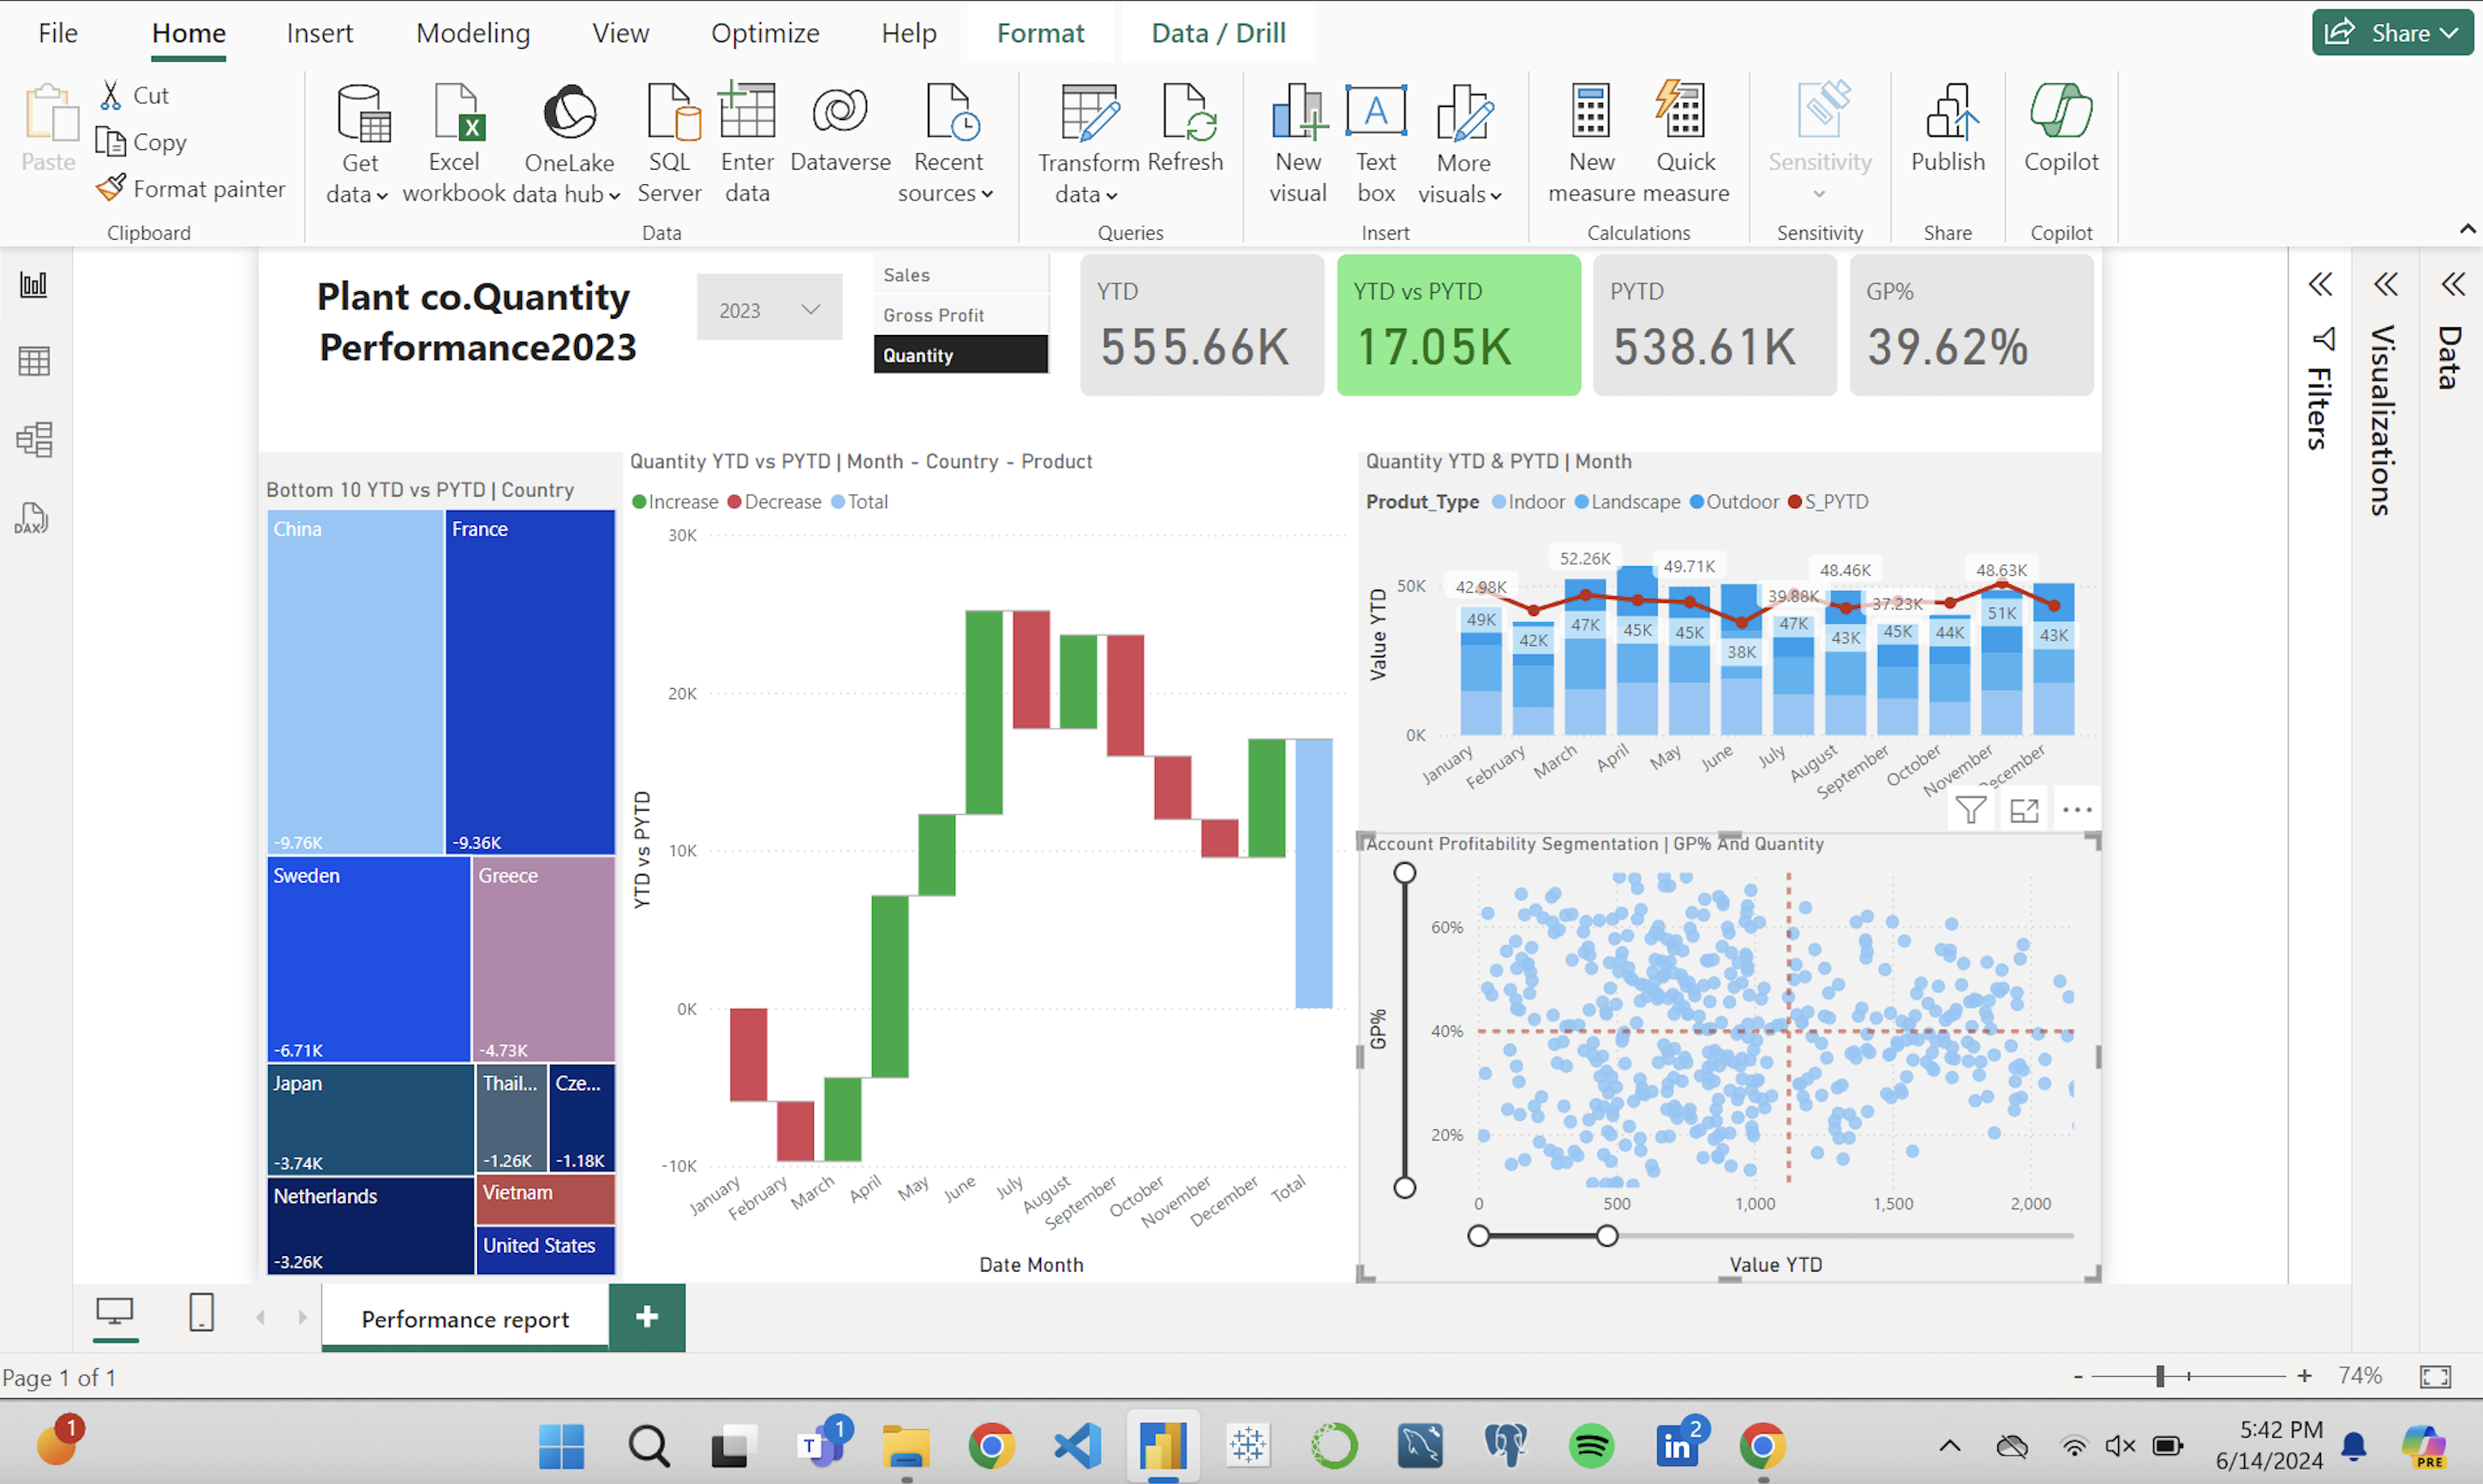 File Home Insert Modeling View Optimize Help Format Data / Drill Share
Paste
Cut
Copy
Format painter
Clipboard
Get data
Excel workbook
OneLake data hub
SQL Server
Enter data
Dataverse
Recent sources
Data
Transform data
Refresh
Queries
New visual
Text box
More visuals
Insert
New measure
Quick measure
Calculations
Sensitivity
Sensitivity
Publish
Share
Copilot
Copilot
DAX
Plant co.Quantity
Performance2023
2023
Sales
Gross Profit
Quantity
YTD
555.66K
YTD vs PYTD
17.05K
PYTD
538.61K
GP%
39.62%
Filters
Visualizations
Data
Bottom 10 YTD vs PYTD | Country
China
-9.76K
France
-9.36K
Sweden
-6.71K
Greece
-4.73K
Japan
-3.74K
Thail...
-1.26K
Cze...
-1.18K
Netherlands
-3.26K
Vietnam
United States
Quantity YTD vs PYTD | Month - Country - Product
Increase Decrease Total
YTD vs PYTD
30K
20K
10K
0K
-10K
January February March April May June July August September October November December Total
Date Month
Quantity YTD & PYTD | Month
Produt_Type Indoor Landscape Outdoor S_PYTD
Value YTD
50K
0K
42.98K 52.26K 49.71K 39.88K 48.46K 37.23K 48.63K
49K 42K 47K 45K 45K 38K 47K 43K 45K 44K 51K 43K
January February March April May June July August September October November December
Account Profitability Segmentation | GP% And Quantity
GP%
60%
40%
20%
0 500 1,000 1,500 2,000
Value YTD
Performance report
+
Page 1 of 1
- + 74%
1
T
1
in
2
5:42 PM
6/14/2024
PRE